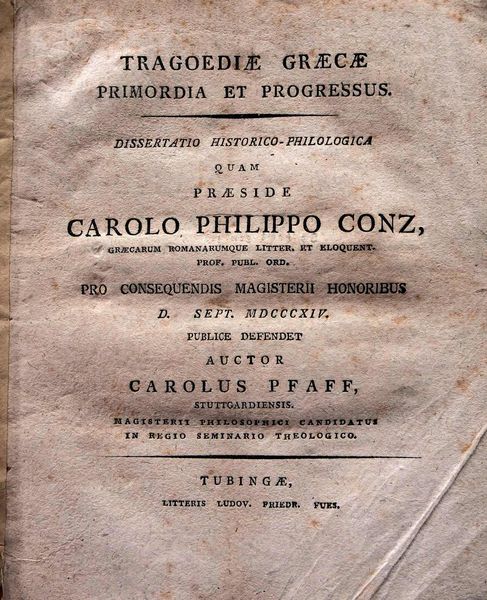 TRAGOEDIÆ GRÆCÆ
PRIMORDIA ET PROGRESSUS.
DISSERTATIO HISTORICO-PHILOLOGICA
QUAM
PRÆSIDE
CAROLO PHILIPPO CONZ,
GRÆCARUM ROMANARUMQUE LITTER. ET ELOQUENT.
PROF. PUBL. ORD.
PRO CONSEQUENDIS MAGISTERII HONORIBUS
D. SEPT. MDCCCXIV.
PUBLICE DEFENDET
AUCTOR
CAROLUS PFAFF,
STUTTGARDIENSIS.
MAGISTERII PHILOSOPHICI CANDIDATUS
IN REGIO SEMINARIO THEOLOGICO.
TUBINGÆ,
LITTERIS LUDOV. FRIEDR. FUES.